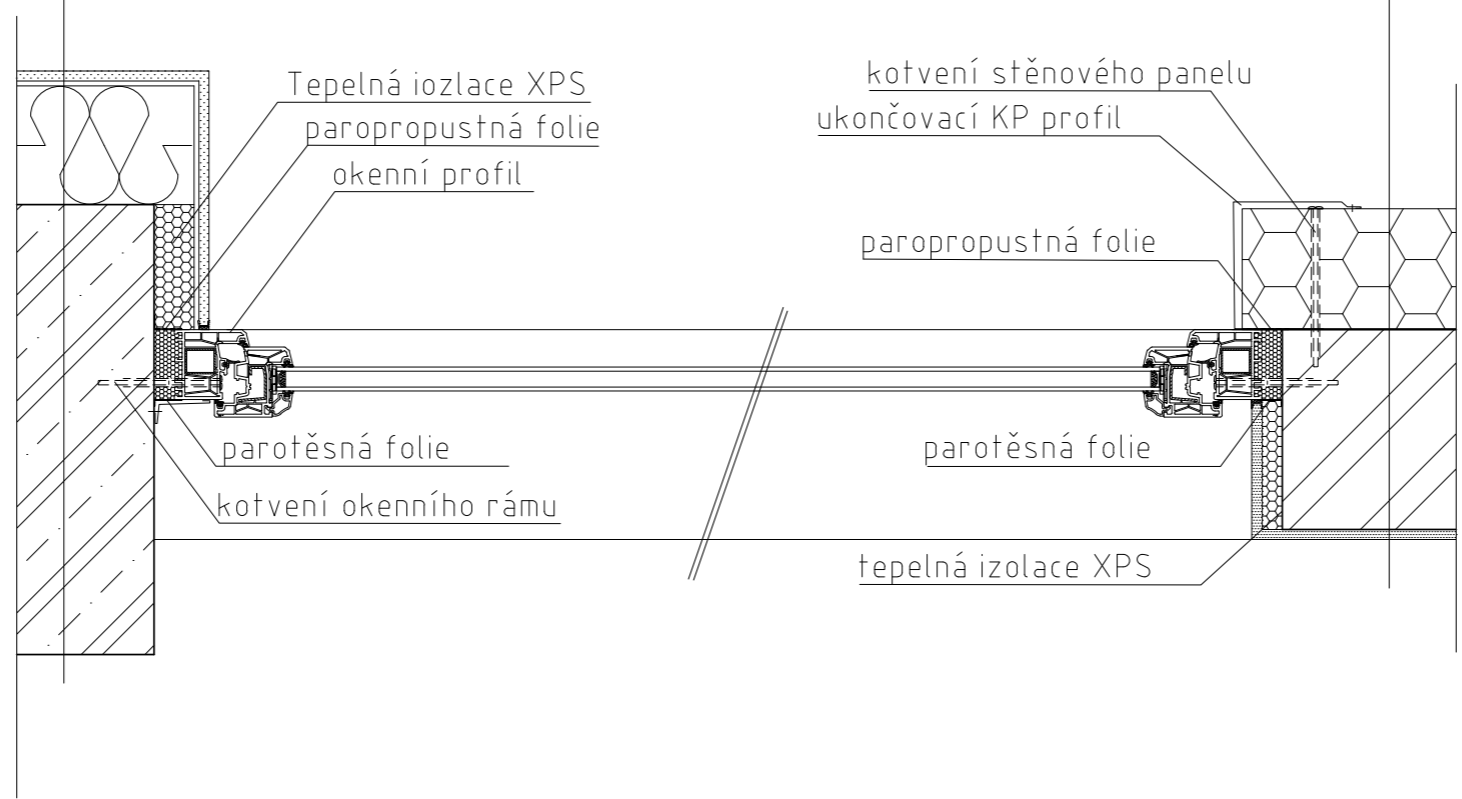 Tepelná iozlace XPS
paropropustná folie
okenní profil
parotěsná folie
kotvení okenního rámu
kotvení stěnového panelu
ukončovací KP profil
paropropustná folie
parotěsná folie
tepelná izolace XPS